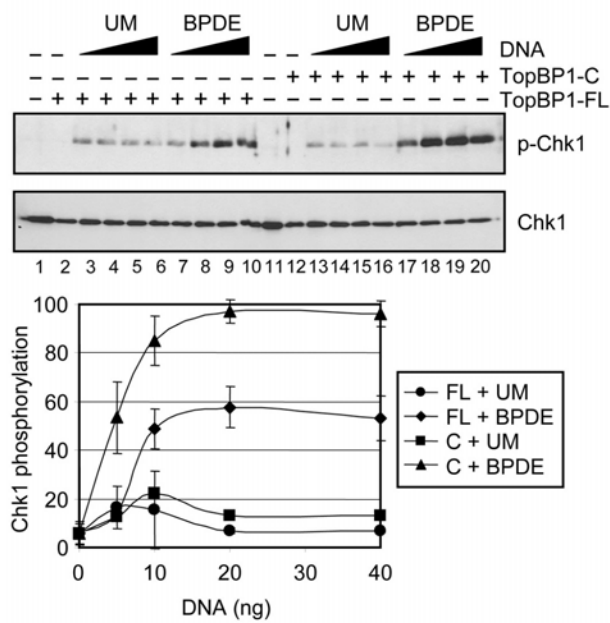 UM BPDE UM BPDE
– – – – DNA
– – – – – – – – – – – + + + + + + + + + TopBP1-C
– + + + + + + + + + – – – – – – – – – – TopBP1-FL
p-Chk1
Chk1
1 2 3 4 5 6 7 8 9 10 11 12 13 14 15 16 17 18 19 20
100
80
60
40
20
0
Chk1 phosphorylation
0 10 20 30 40
DNA (ng)
FL + UM
FL + BPDE
C + UM
C + BPDE